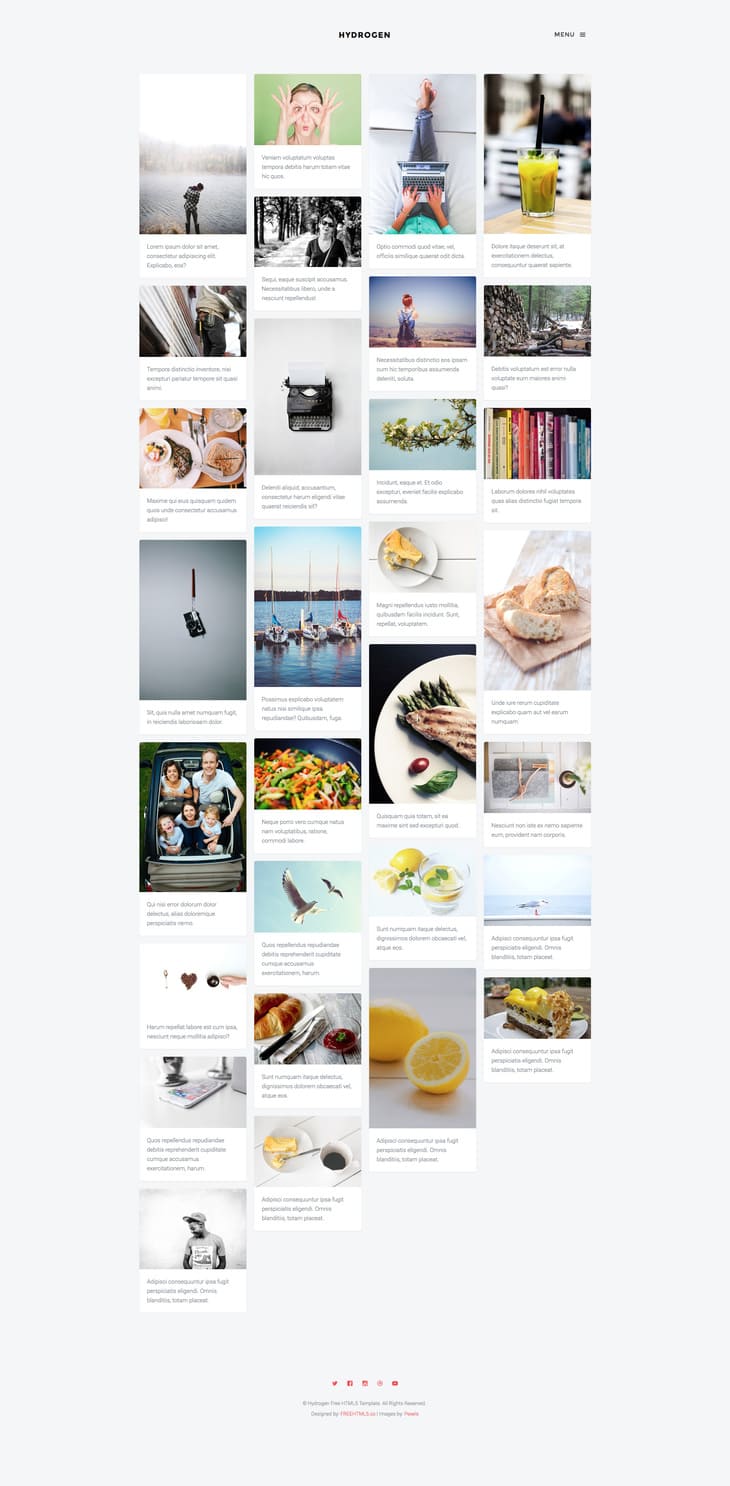 HYDROGEN
MENU
Lorem ipsum dolor sit amet,
consectetur adipisicing elit.
Explicabo, eos?
Tempora distinctio inventore, nisi
excepturi pariatur tempore sit quasi
animi.
Maxime qui eius quisquam quidem
quos unde consectetur accusamus
adipisci!
Sit, quis nulla amet numquam fugit,
in reiciendis laboriosam dolor.
Qui nisi error dolorum dolor
delectus, alias doloremque
perspiciatis nemo.
Harum repellat labore est cum ipsa,
nesciunt neque mollitia adipisci?
Quos repellendus repudiandae
debitis reprehenderit cupiditate
cumque accusamus
exercitationem, harum.
Adipisci consequuntur ipsa fugit
perspiciatis eligendi. Omnis
blanditiis, totam placeat.
Veniam voluptatum voluptas
tempora debitis harum totam vitae
hic quos.
Sequi, eaque suscipit accusamus.
Necessitatibus libero, unde a
nesciunt repellendus!
Deleniti aliquid, accusantium,
consectetur harum eligendi vitae
quaerat reiciendis sit?
Possimus explicabo voluptatem
natus nisi similique ipsa
repudiandae? Quibusdam, fuga.
Neque porro vero cumque natus
nam voluptatibus, ratione,
commodi labore.
Quos repellendus repudiandae
debitis reprehenderit cupiditate
cumque accusamus
exercitationem, harum.
Sunt numquam itaque delectus,
dignissimos dolorem obcaecati vel,
atque eos.
Adipisci consequuntur ipsa fugit
perspiciatis eligendi. Omnis
blanditiis, totam placeat.
Optio commodi quod vitae, vel,
officiis similique quaerat odit dicta.
Necessitatibus distinctio eos ipsam
cum hic temporibus assumenda
deleniti, soluta.
Incidunt, eaque et. Et odio
excepturi, eveniet facilis explicabo
assumenda.
Magni repellendus iusto mollitia,
quibusdam facilis incidunt. Sunt,
repellat, voluptatem.
Quisquam quia totam, sit ea
maxime sint sed excepturi quod.
Sunt numquam itaque delectus,
dignissimos dolorem obcaecati vel,
atque eos.
Adipisci consequuntur ipsa fugit
perspiciatis eligendi. Omnis
blanditiis, totam placeat.
Dolore itaque deserunt sit, at
exercitationem delectus,
consequuntur quaerat sapiente.
Debitis voluptatum est error nulla
voluptate eum maiores animi
quasi?
Laborum dolores nihil voluptates
quas alias distinctio fugiat tempora
sit.
Unde iure rerum cupiditate
explicabo quam aut vel earum
numquam.
Nesciunt non iste ex nemo sapiente
eum, provident nam corporis.
Adipisci consequuntur ipsa fugit
perspiciatis eligendi. Omnis
blanditiis, totam placeat.
Adipisci consequuntur ipsa fugit
perspiciatis eligendi. Omnis
blanditiis, totam placeat.
© Hydrogen Free HTML5 Template. All Rights Reserved.
Designed by: FREEHTML5.co | Images by: Pexels